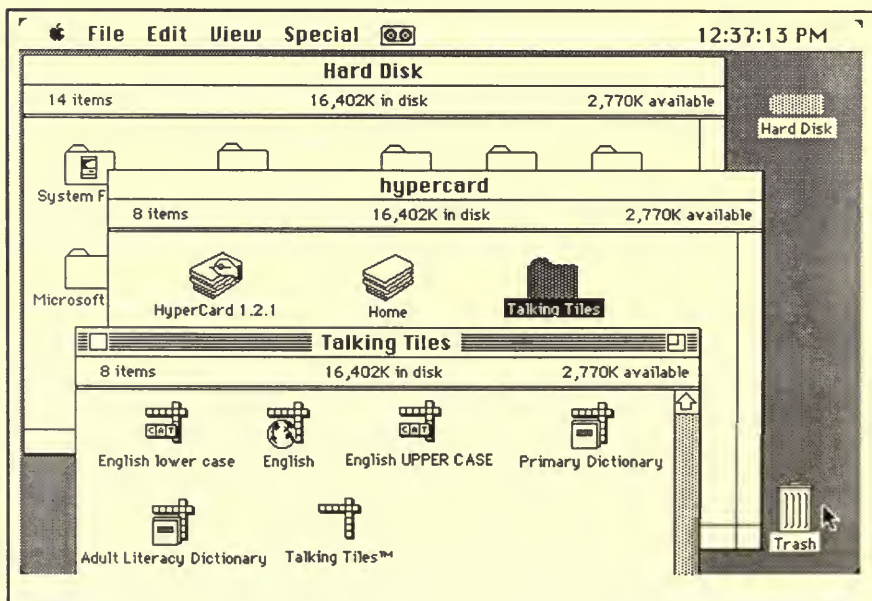 File Edit View Special 12:37:13 PM
Hard Disk
14 items 16,402K in disk 2,770K available
Hard Disk
System F
hypercard
8 items 16,402K in disk 2,770K available
Microsoft
HyperCard 1.2.1 Home Talking Tiles
Talking Tiles
8 items 16,402K in disk 2,770K available
CAT CAT
English lower case English English UPPER CASE Primary Dictionary
Adult Literacy Dictionary Talking Tiles™
Trash